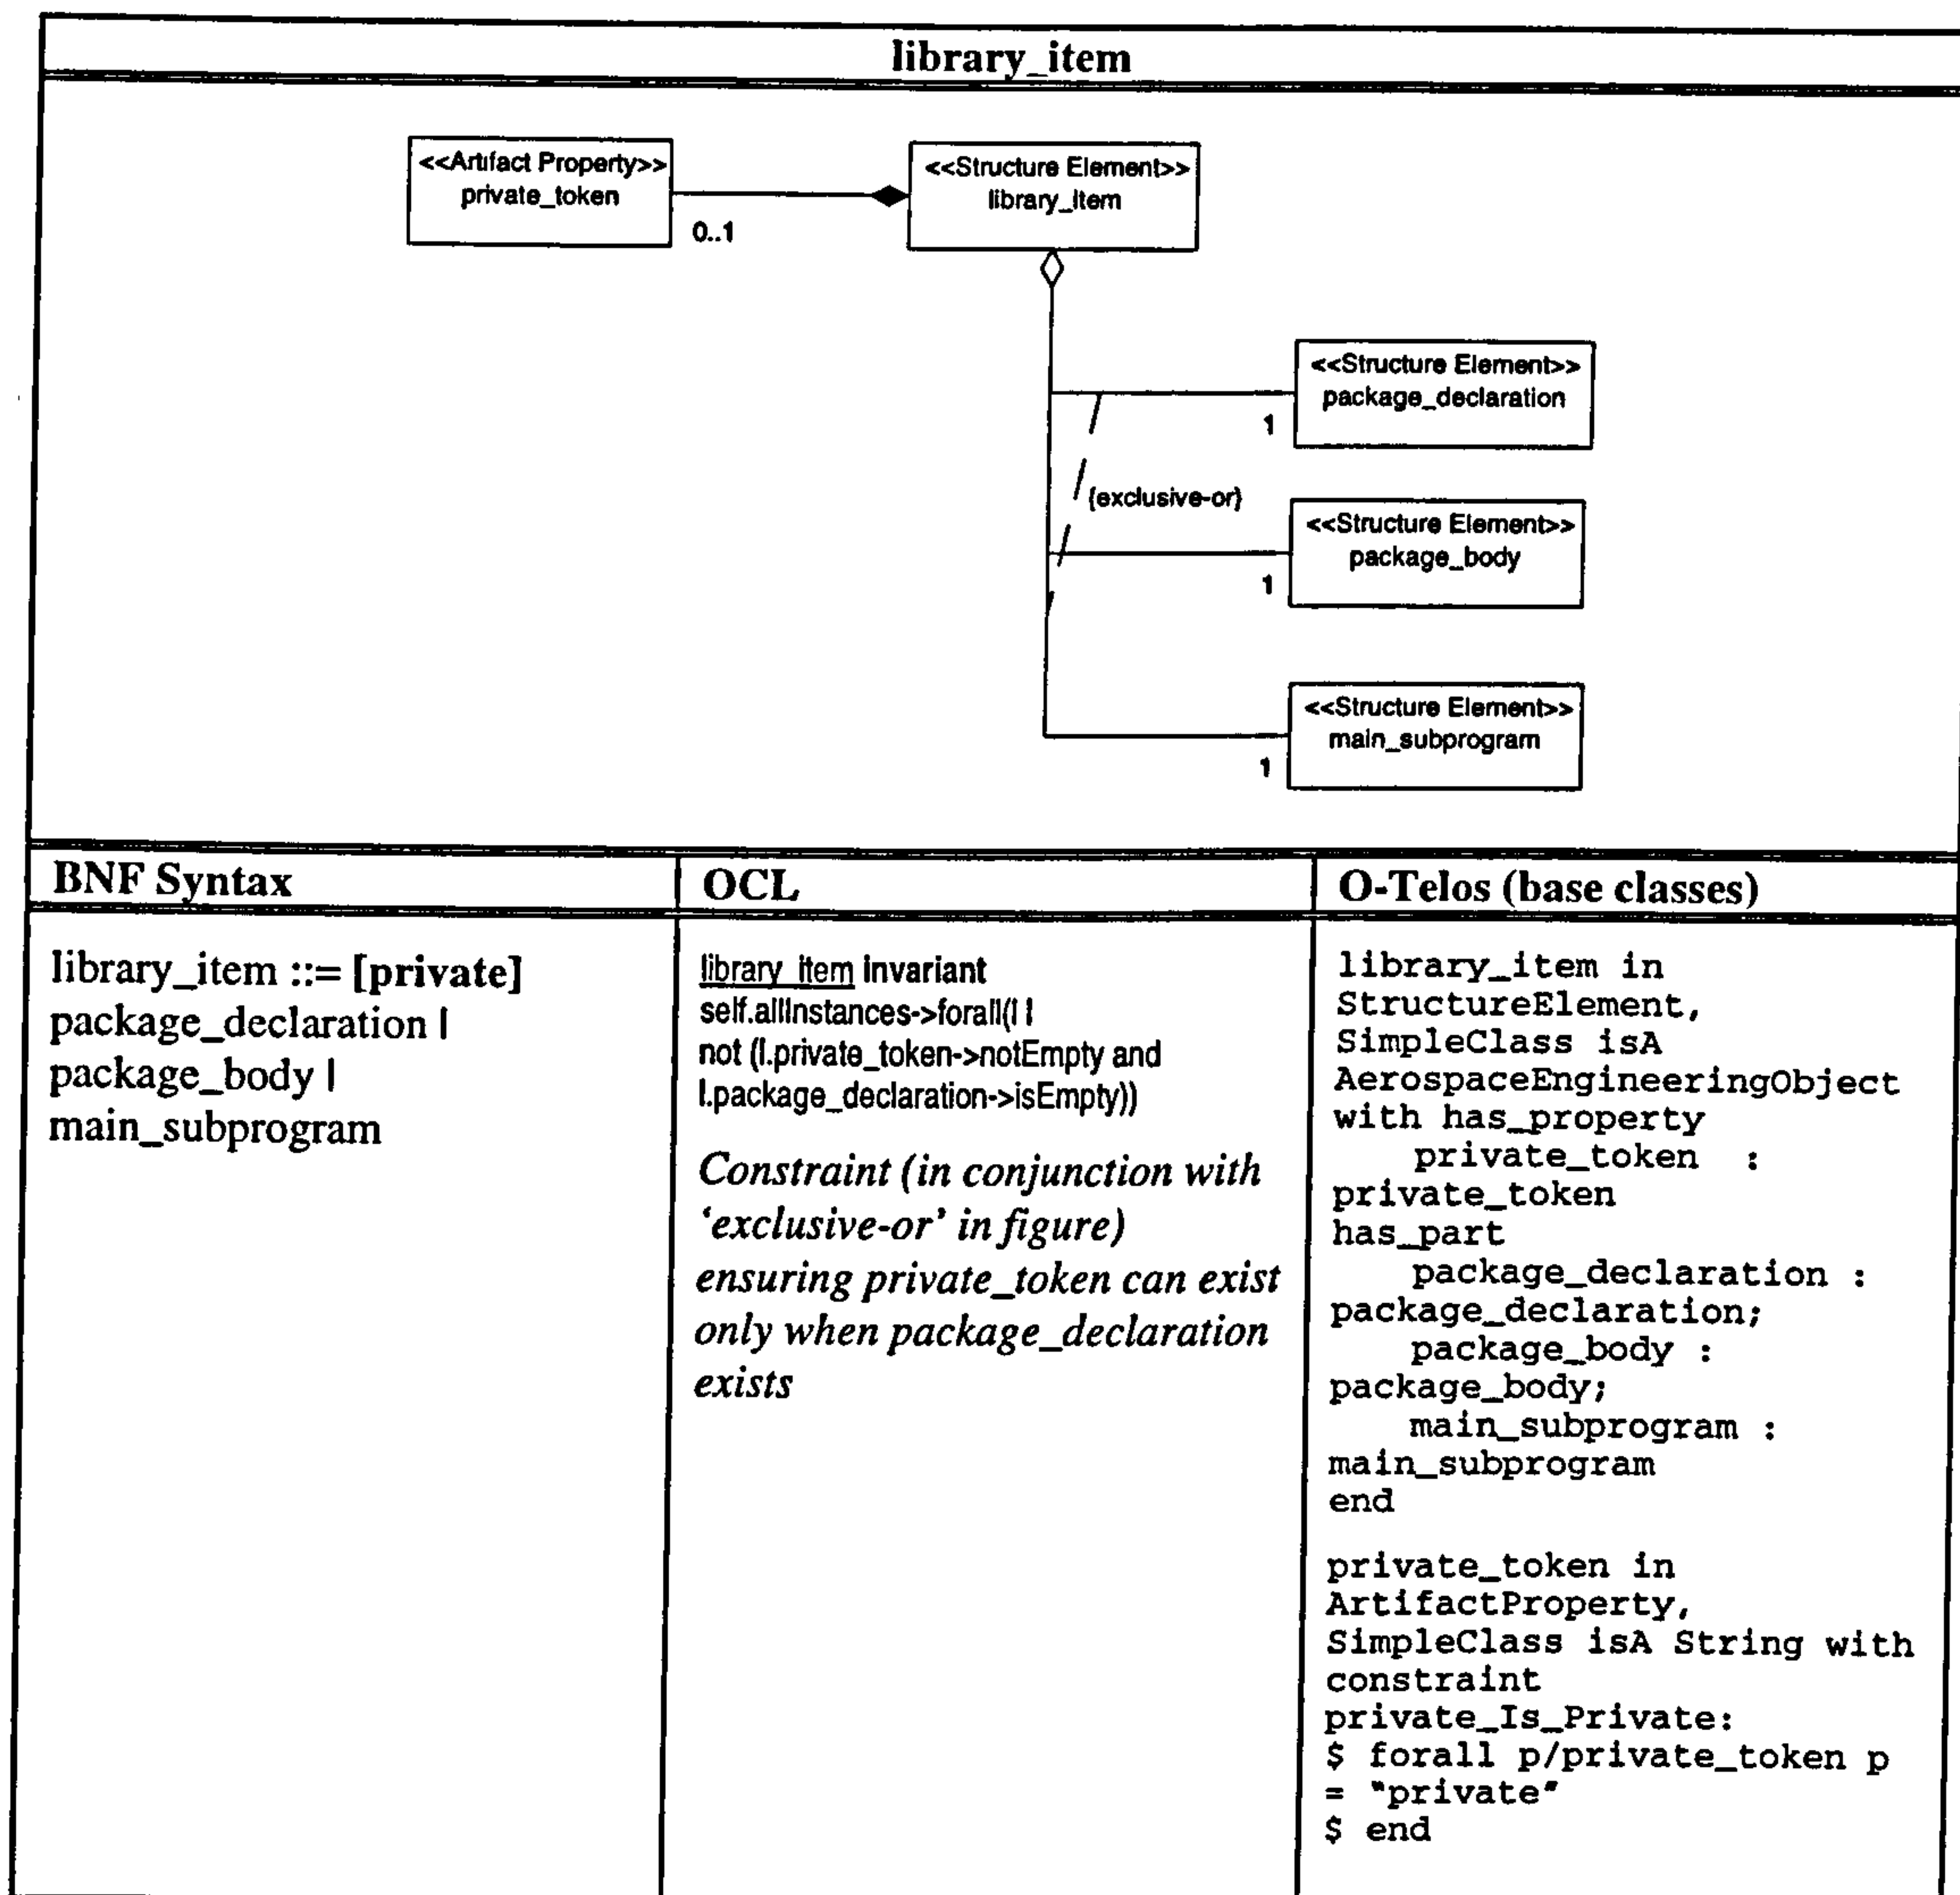 library_item
<<Artifact Property>>
private_token
0..1
<<Structure Element>>
library_item
<<Structure Element>>
package_declaration
1
{exclusive-or}
<<Structure Element>>
package_body
1
<<Structure Element>>
main_subprogram
1
BNF Syntax
library_item ::= [private]
package_declaration |
package_body |
main_subprogram
OCL
library_item invariant
self.allInstances->forall(l |
not (l.private_token->notEmpty and
l.package_declaration->isEmpty))
Constraint (in conjunction with
‘exclusive-or’ in figure)
ensuring private_token can exist
only when package_declaration
exists
O-Telos (base classes)
library_item in
StructureElement,
SimpleClass isA
AerospaceEngineeringObject
with has_property
private_token :
private_token
has_part
package_declaration :
package_declaration;
package_body :
package_body;
main_subprogram :
main_subprogram
end
private_token in
ArtifactProperty,
SimpleClass isA String with
constraint
private_Is_Private:
$ forall p/private_token p
= "private"
$ end